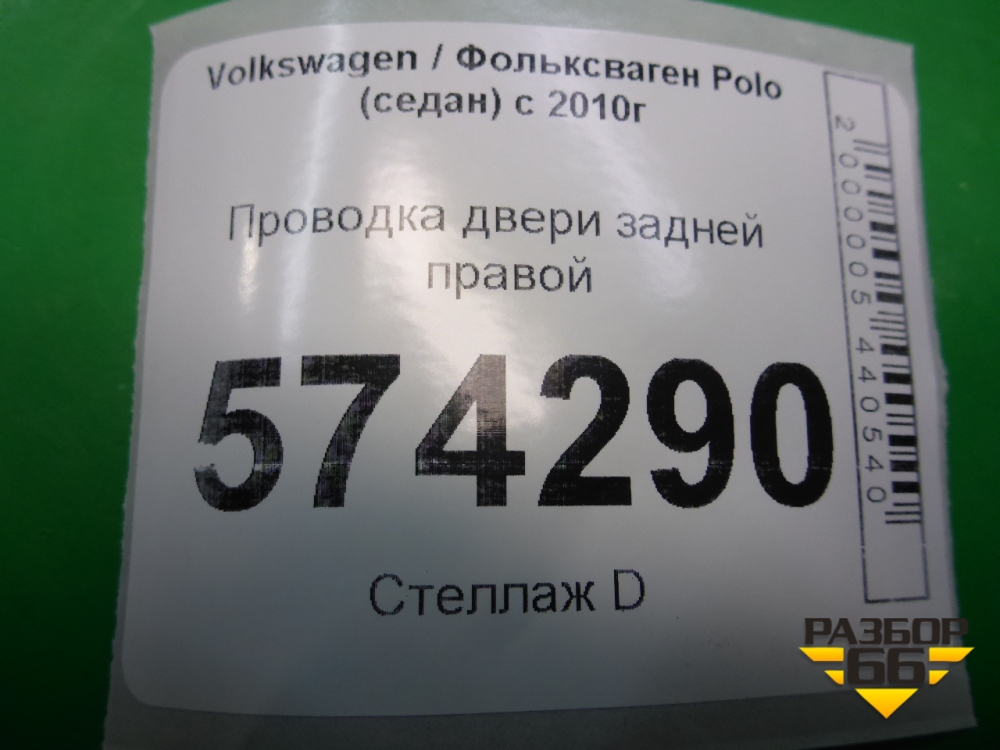 Volkswagen / Фольксваген Polo
(седан) с 2010г
Проводка двери задней
правой
574290
Стеллаж D
2000005440540
РАЗБОР
66